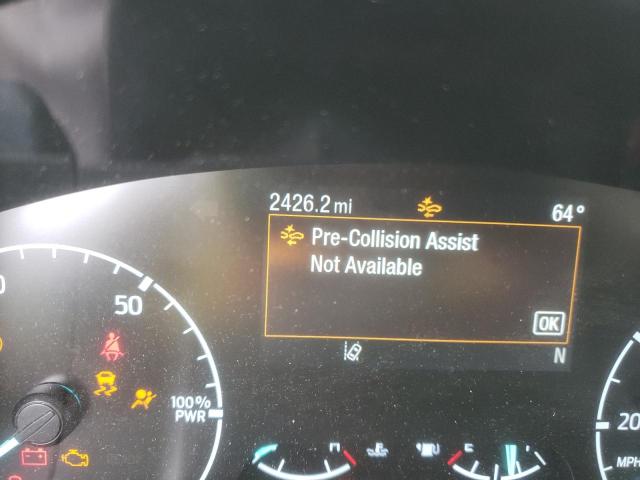 2426.2 mi
64°
Pre-Collision Assist
Not Available
OK
N
50
100%
PWR
20
MPH